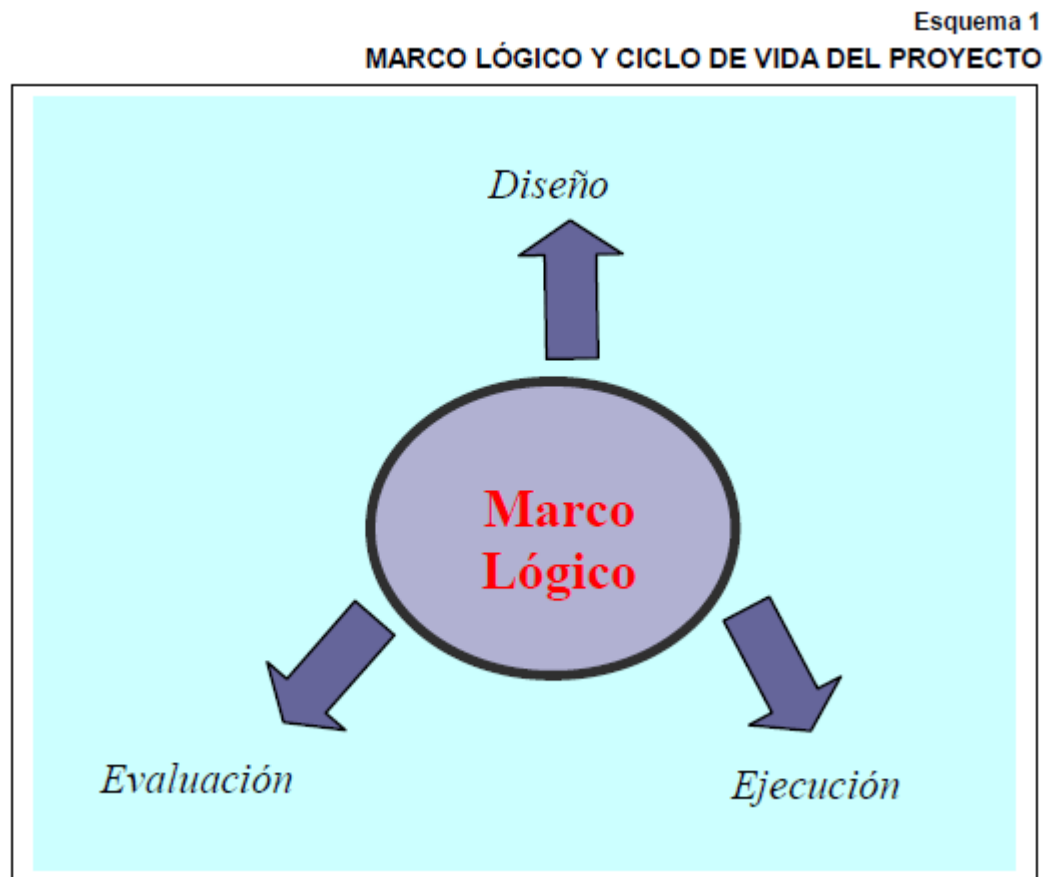 Esquema 1
MARCO LÓGICO Y CICLO DE VIDA DEL PROYECTO
Diseño
Marco
Lógico
Evaluación
Ejecución